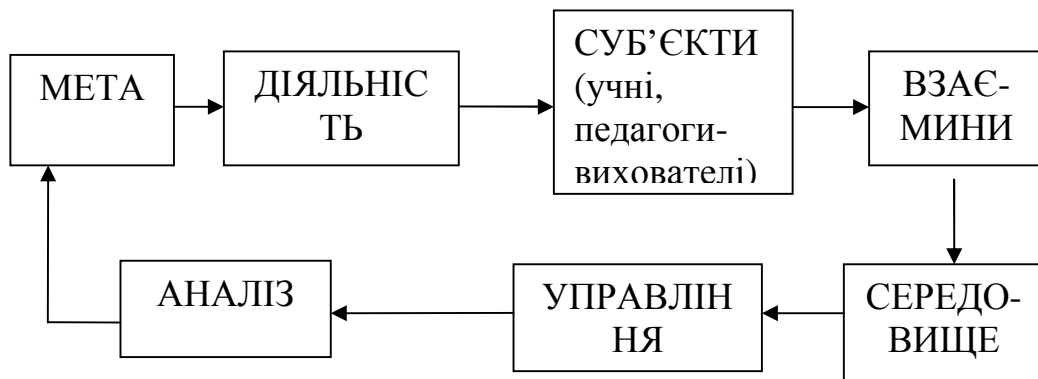 МЕТА
ДІЯЛЬНІС
ТЬ
СУБ’ЄКТИ
(учні,
педагоги-
вихователі)
ВЗАЄ-
МИНИ
АНАЛІЗ
УПРАВЛІН
НЯ
СЕРЕДО-
ВИЩЕ